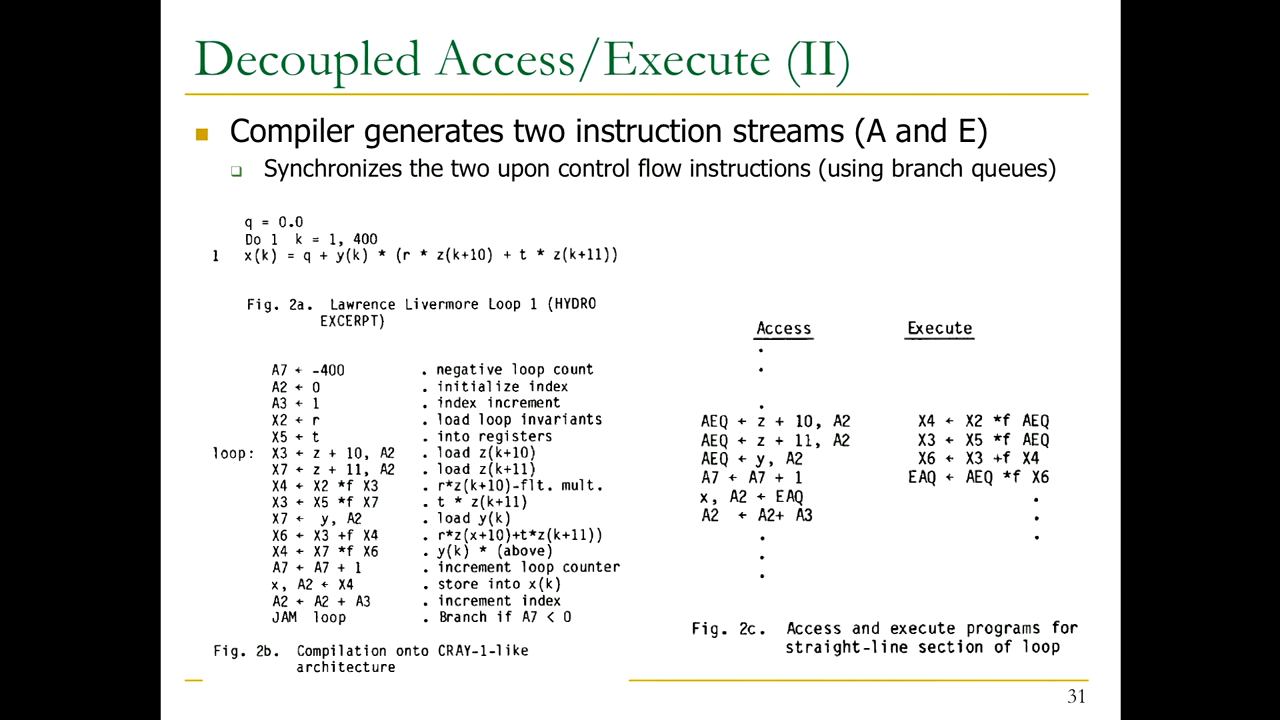 Decoupled Access/Execute (II)
Compiler generates two instruction streams (A and E)
Synchronizes the two upon control flow instructions (using branch queues)
q = 0.0
Do 1 k = 1, 400
1 x(k) = q + y(k) * (r * z(k+10) + t * z(k+11))
Fig. 2a. Lawrence Livermore Loop 1 (HYDRO
EXCERPT)
A7 ← -400 . negative loop count
A2 ← 0 . initialize index
A3 ← 1 . index increment
X2 ← r . load loop invariants
X5 ← t . into registers
loop: X3 ← z + 10, A2 . load z(k+10)
X7 ← z + 11, A2 . load z(k+11)
X4 ← X2 *f X3 . r*z(k+10)-flt. mult.
X3 ← X5 *f X7 . t * z(k+11)
X7 ← y, A2 . load y(k)
X6 ← X3 +f X4 . r*z(x+10)+t*z(k+11))
X4 ← X7 *f X6 . y(k) * (above)
A7 ← A7 + 1 . increment loop counter
x, A2 ← X4 . store into x(k)
A2 ← A2 + A3 . increment index
JAM loop . Branch if A7 < 0
Fig. 2b. Compilation onto CRAY-1-like
architecture
Access Execute
.
.
.
AEQ ← z + 10, A2 X4 ← X2 *f AEQ
AEQ ← z + 11, A2 X3 ← X5 *f AEQ
AEQ ← y, A2 X6 ← X3 +f X4
A7 ← A7 + 1 EAQ ← AEQ *f X6
x, A2 ← EAQ .
A2 ← A2+ A3 .
. .
.
.
Fig. 2c. Access and execute programs for
straight-line section of loop
31